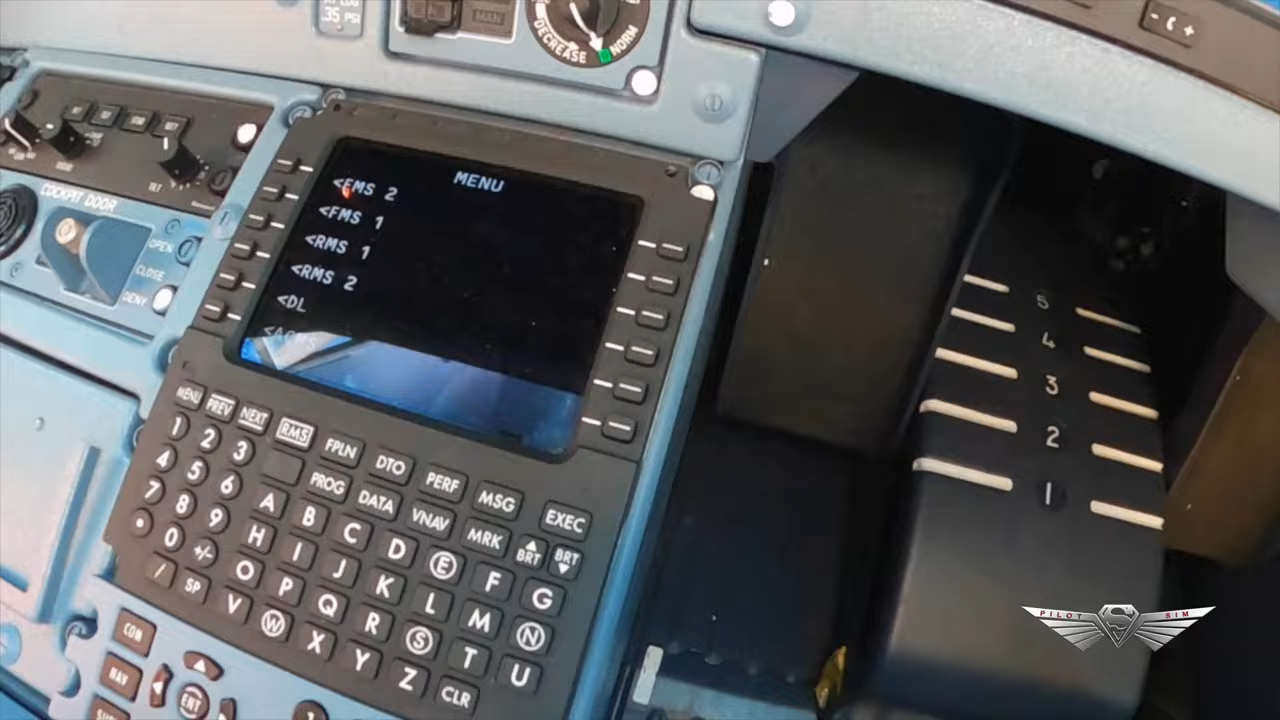 .35 PSI
MAN
DECREASE
NORM
- +
SET
COCKPIT DOOR
OPEN
CLOSE
DENY
MENU
<FMS 2
<FMS 1
<RMS 1
<RMS 2
<DL
MENU PREV NEXT RMS FPLN DTO PERF MSG
PROG DATA VNAV MRK EXEC
BRT BRT
1 2 3
4 5 6
7 8 9
. 0 +/-
/ SP
A B C D E F G
H I J K L M N
O P Q R S T U
V W X Y Z CLR
COM
NAV
ENT
5
4
3
2
1
PILOT S SIM